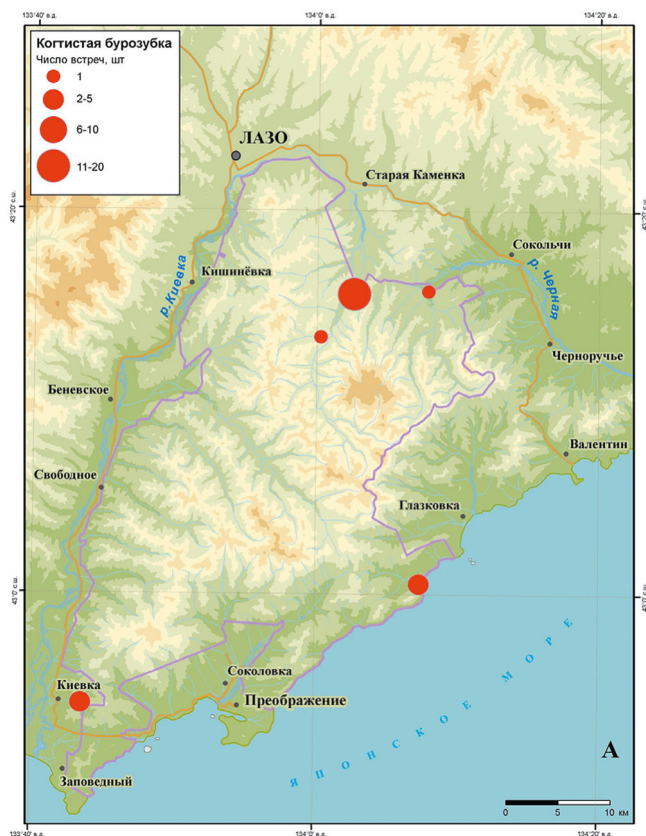 133°40' в.д.
134°0' в.д.
134°20' в.д.
Когтистая бурозубка
Число встреч, шт
1
2-5
6-10
11-20
ЛАЗО
Старая Каменка
43°20' с.ш.
43°20' с.ш.
Сокольчи
Кишинёвка
р.Киевка
р. Черная
Черноручье
Беневское
Валентин
Свободное
Глазковка
43°0' с.ш.
43°0' с.ш.
Соколовка
Киевка
Преображение
ЯПОНСКОЕ МОРЕ
А
Заповедный
0 5 10 км
133°40' в.д.
134°0' в.д.
134°20' в.д.